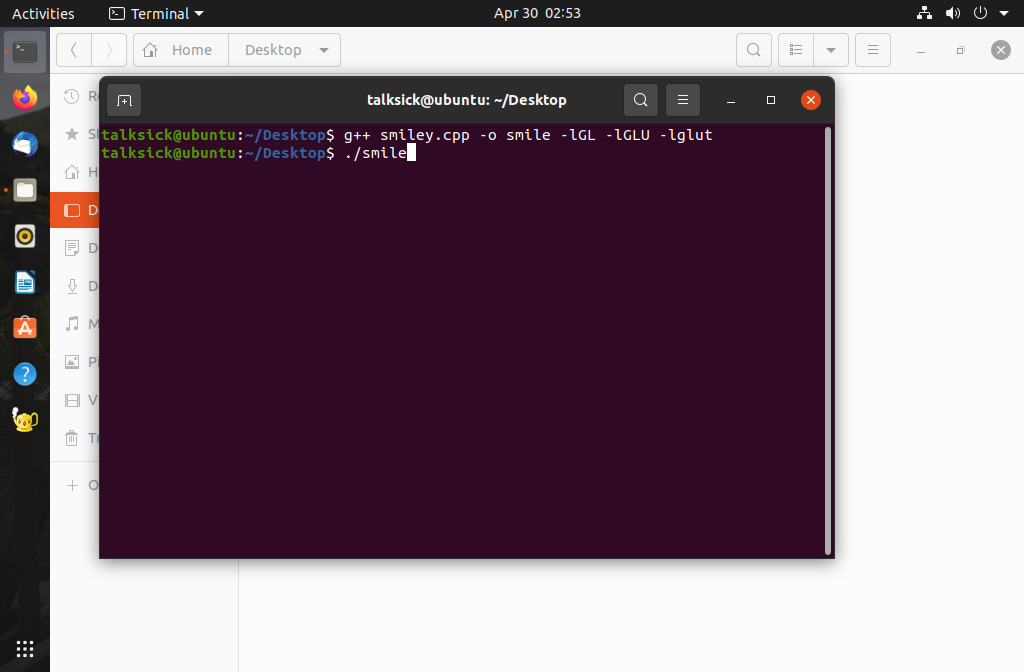 Activities Terminal Apr 30 02:53
Home Desktop
talksick@ubuntu: ~/Desktop
talksick@ubuntu:~/Desktop$ g++ smiley.cpp -o smile -lGL -lGLU -lglut
talksick@ubuntu:~/Desktop$ ./smile